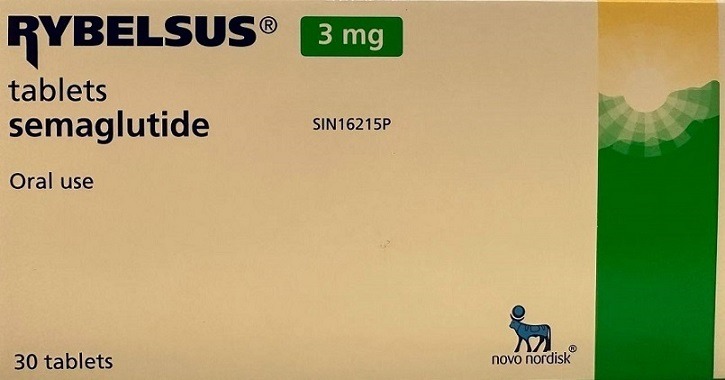 RYBELSUS® 3 mg
tablets
semaglutide
SIN16215P
Oral use
30 tablets
novo nordisk®